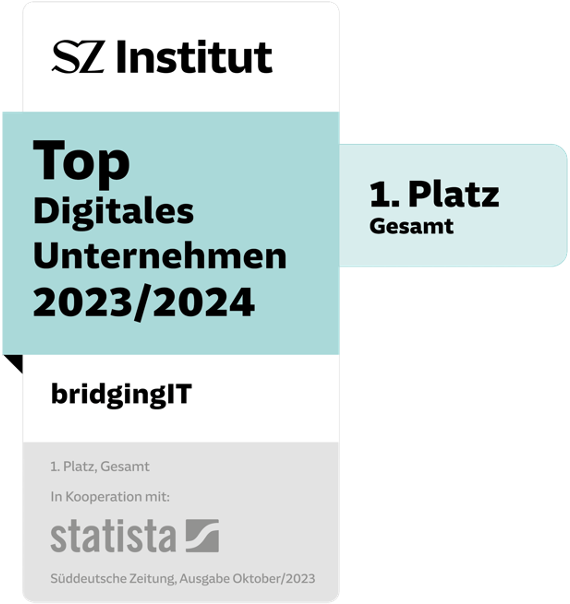 SZ Institut
Top
Digitales
Unternehmen
2023/2024
1. Platz
Gesamt
bridgingIT
1. Platz, Gesamt
In Kooperation mit:
statista
Süddeutsche Zeitung, Ausgabe Oktober/2023